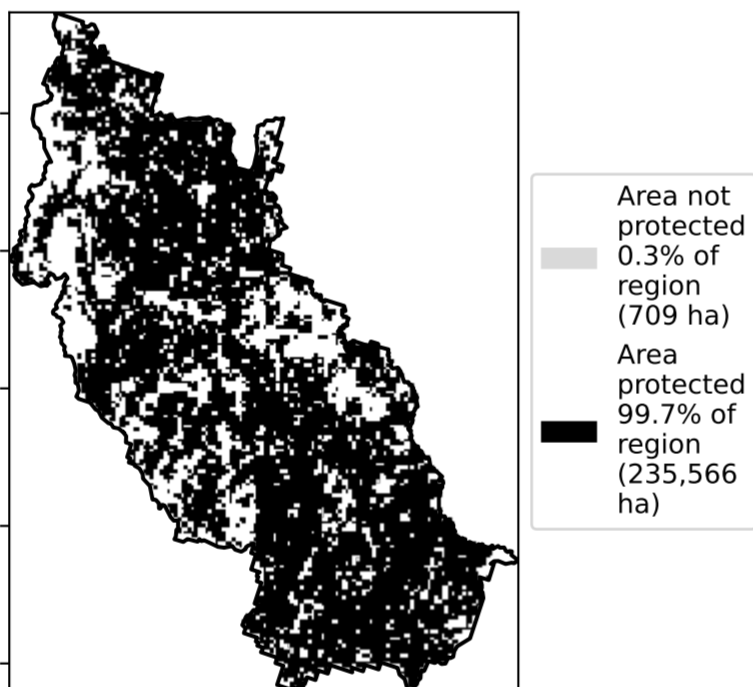 Area not
protected
0.3% of
region
(709 ha)
Area
protected
99.7% of
region
(235,566
ha)